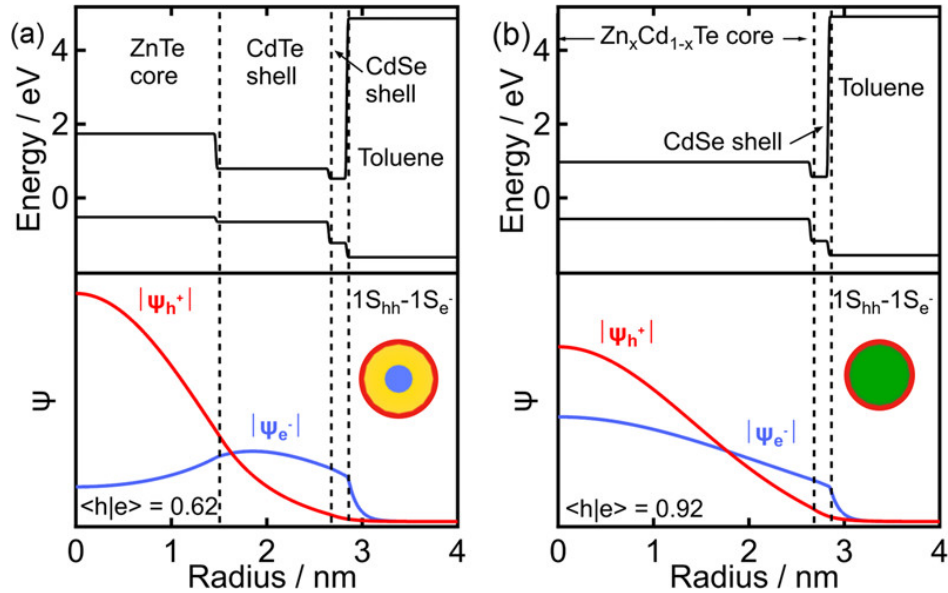 (a)
Energy / eV
4
2
0
ZnTe
core
CdTe
shell
CdSe
shell
Toluene
Ψ
|Ψh⁺|
|Ψe⁻|
1Shh-1Se⁻
<h|e> = 0.62
0 1 2 3 4
Radius / nm
(b)
Energy / eV
4
2
0
ZnxCd1-xTe core
Toluene
CdSe shell
Ψ
|Ψh⁺|
|Ψe⁻|
1Shh-1Se⁻
<h|e> = 0.92
0 1 2 3 4
Radius / nm